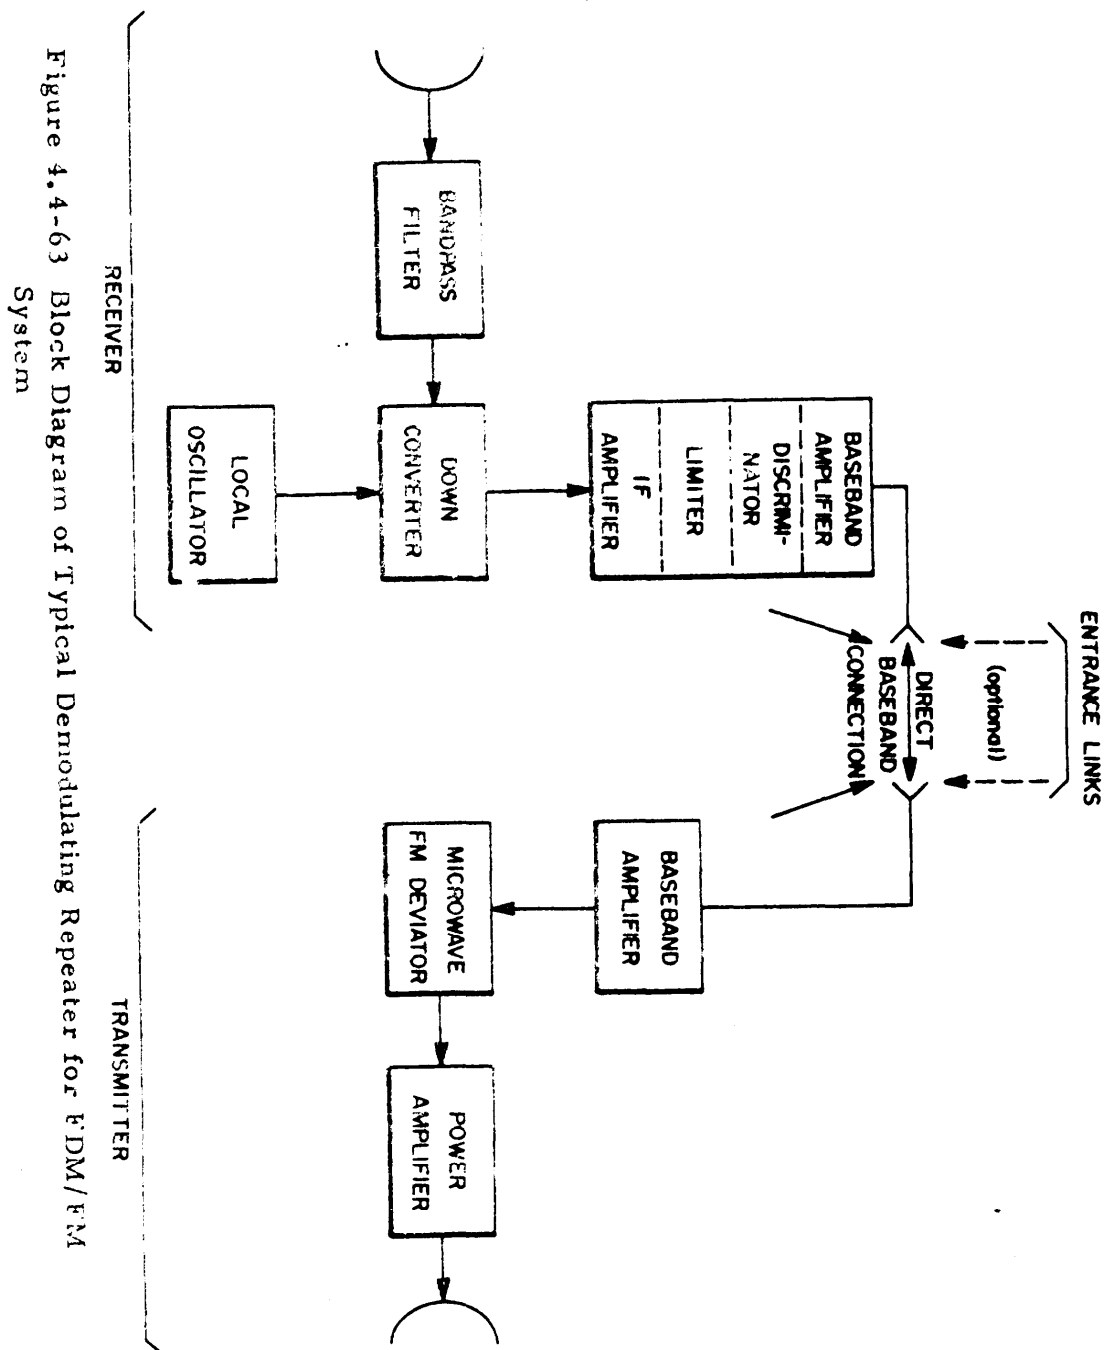 ENTRANCE LINKS
(optional)
DIRECT
BASEBAND
CONNECTION
BASEBAND
AMPLIFIER
DISCRIMI-
NATOR
LIMITER
IF
AMPLIFIER
BASEBAND
AMPLIFIER
BANDPASS
FILTER
DOWN
CONVERTER
MICROWAVE
FM DEVIATOR
POWER
AMPLIFIER
LOCAL
OSCILLATOR
RECEIVER
TRANSMITTER
Figure 4.4-63 Block Diagram of Typical Demodulating Repeater for FDM/FM
System